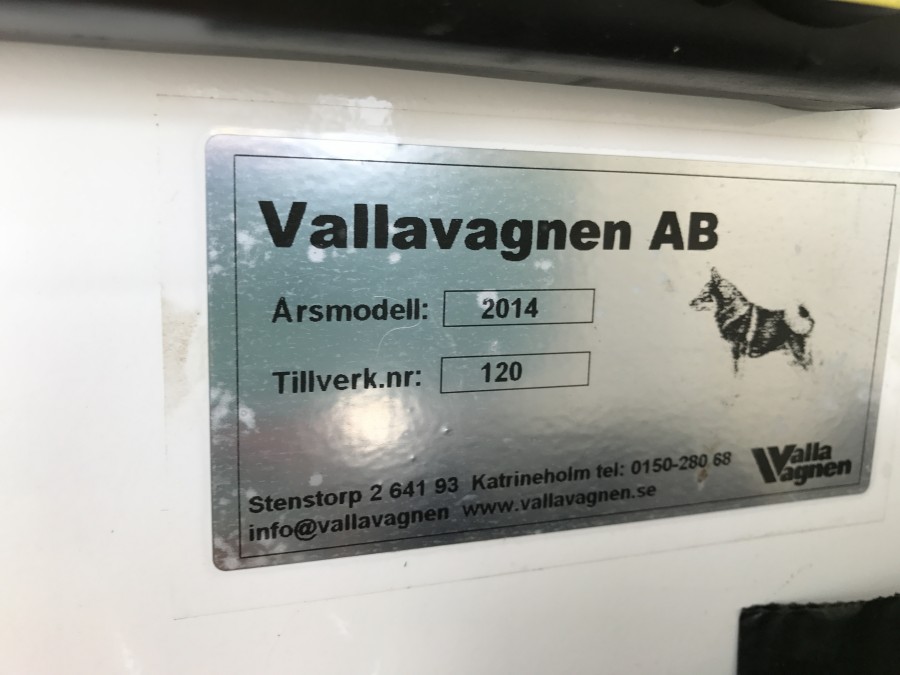 Vallavagnen AB
Årsmodell: 2014
Tillverk.nr: 120
Stenstorp 2 641 93 Katrineholm tel: 0150-280 68
info@vallavagnen www.vallavagnen.se
Valla
Vagnen